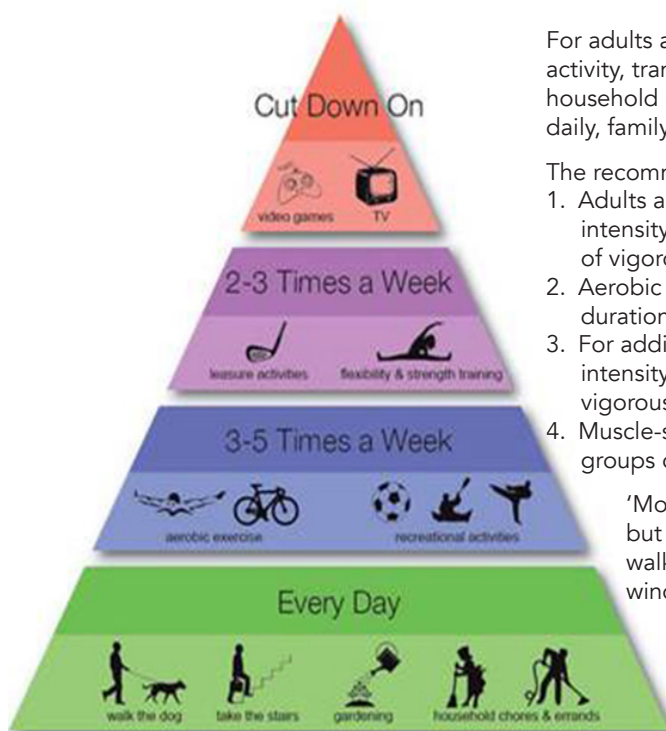 Cut Down On
video games TV
2-3 Times a Week
leasure activities flexibility & strength training
3-5 Times a Week
aerobic exercise recreational activities
Every Day
walk the dog take the stairs gardening household chores & errands
For adults a
activity, tran
household
daily, family
The recomm
1. Adults a
intensity
of vigoro
2. Aerobic
duration
3. For addi
intensity
vigorous
4. Muscle-s
groups o
'Mo
but
walk
wind